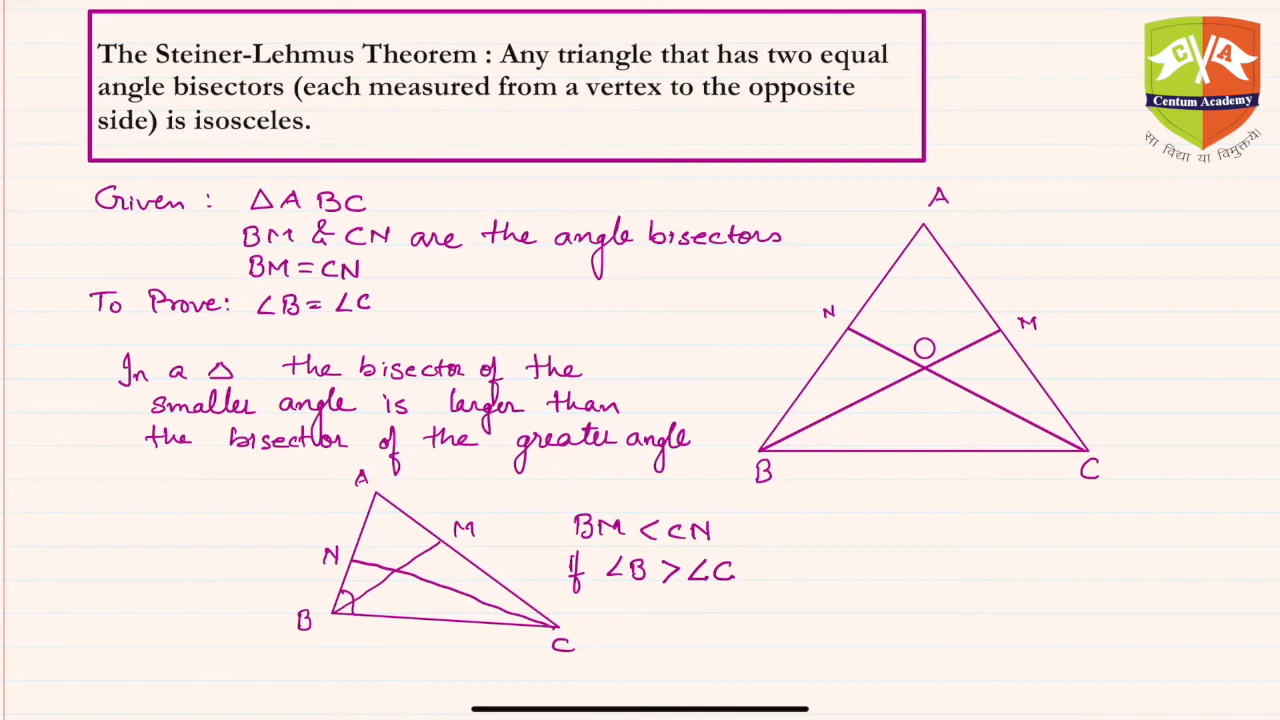 The Steiner-Lehmus Theorem : Any triangle that has two equal
angle bisectors (each measured from a vertex to the opposite
side) is isosceles.
C A
Centum Academy
सा विद्या या विमुक्तये!
Given : △ A BC
BM & CN are the angle bisectors
BM = CN
To Prove: ∠B = ∠C
In a △ the bisector of the
smaller angle is larger than
the bisector of the greater angle
A
N
M
O
B
C
A
M
N
B
C
BM < CN
if ∠B > ∠C